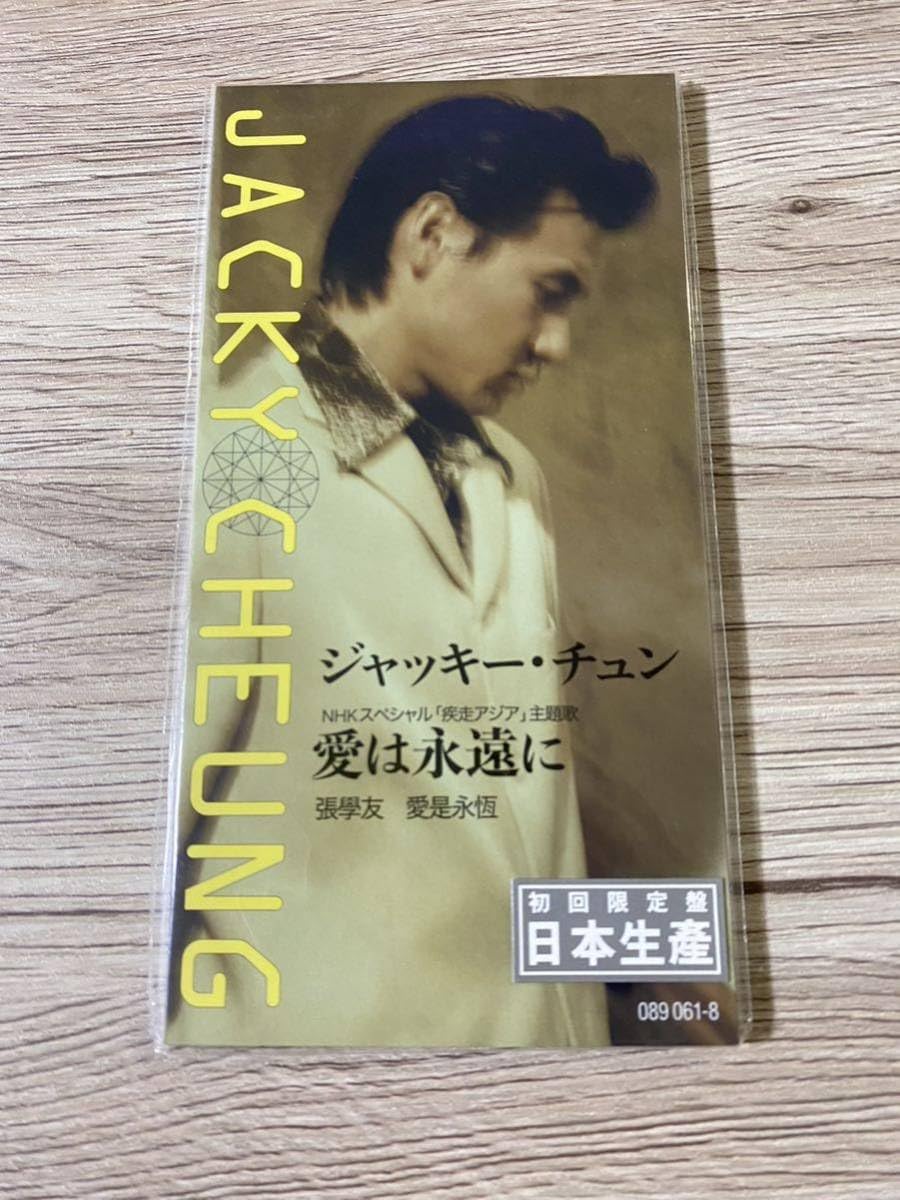 JACKY CHEUNG
ジャッキー・チュン
NHKスペシャル「疾走アジア」主題歌
愛は永遠に
張學友 愛是永恆
初回限定盤
日本生產
089 061-8